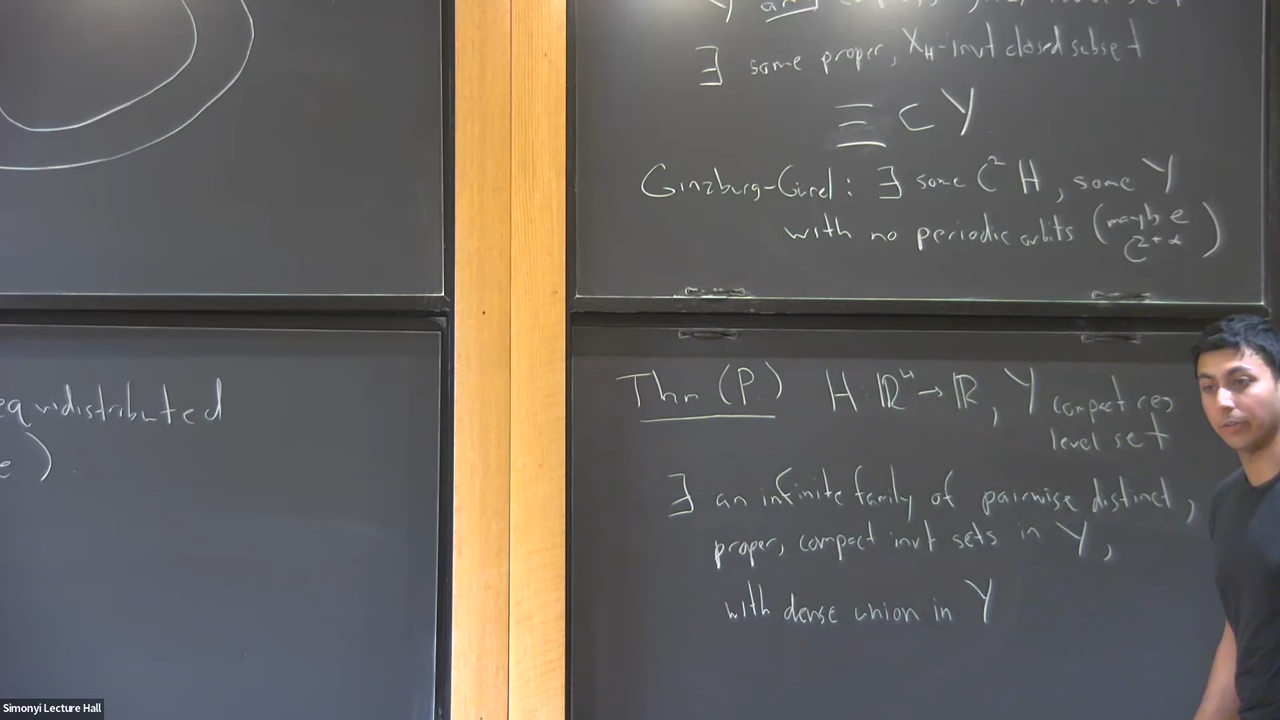 equidistributed
∃ some proper, X_H-invt closed subset
Ξ ⊂ Y
Ginzburg-Gürel: ∃ some C² H, some Y
with no periodic orbits (maybe C^{2+α})
Thm (P.) H: ℝ⁴ → ℝ, Y compact reg
level set
∃ an infinite family of pairwise distinct,
proper, compact invt sets in Y,
with dense union in Y
Simonyi Lecture Hall